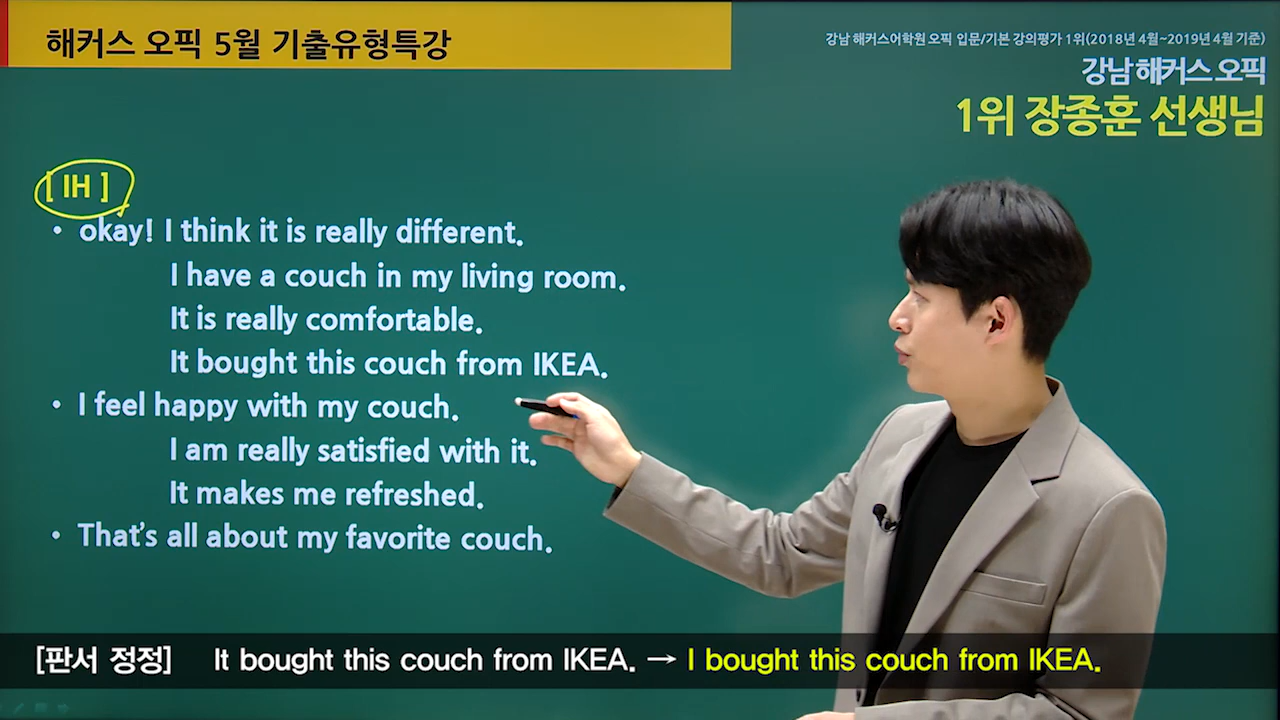 해커스 오픽 5월 기출유형특강
강남 해커스어학원 오픽 입문/기본 강의평가 1위(2018년 4월~2019년 4월 기준)
강남 해커스 오픽
1위 장종훈 선생님
[ IH ]
• okay! I think it is really different.
I have a couch in my living room.
It is really comfortable.
It bought this couch from IKEA.
• I feel happy with my couch.
I am really satisfied with it.
It makes me refreshed.
• That's all about my favorite couch.
[판서 정정] It bought this couch from IKEA. → I bought this couch from IKEA.